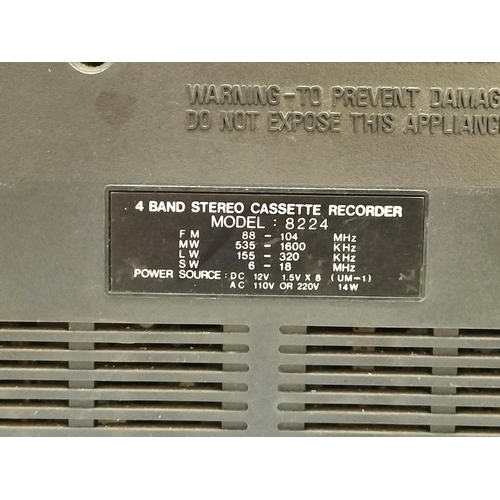 WARNING-TO PREVENT DAMAG
DO NOT EXPOSE THIS APPLIANC
4 BAND STEREO CASSETTE RECORDER
MODEL : 8224
FM 88 - 104 MHz
MW 535 - 1600 KHz
LW 155 - 320 KHz
SW 6 - 18 MHz
POWER SOURCE : DC 12V 1.5V X 8 (UM-1)
AC 110V OR 220V 14W